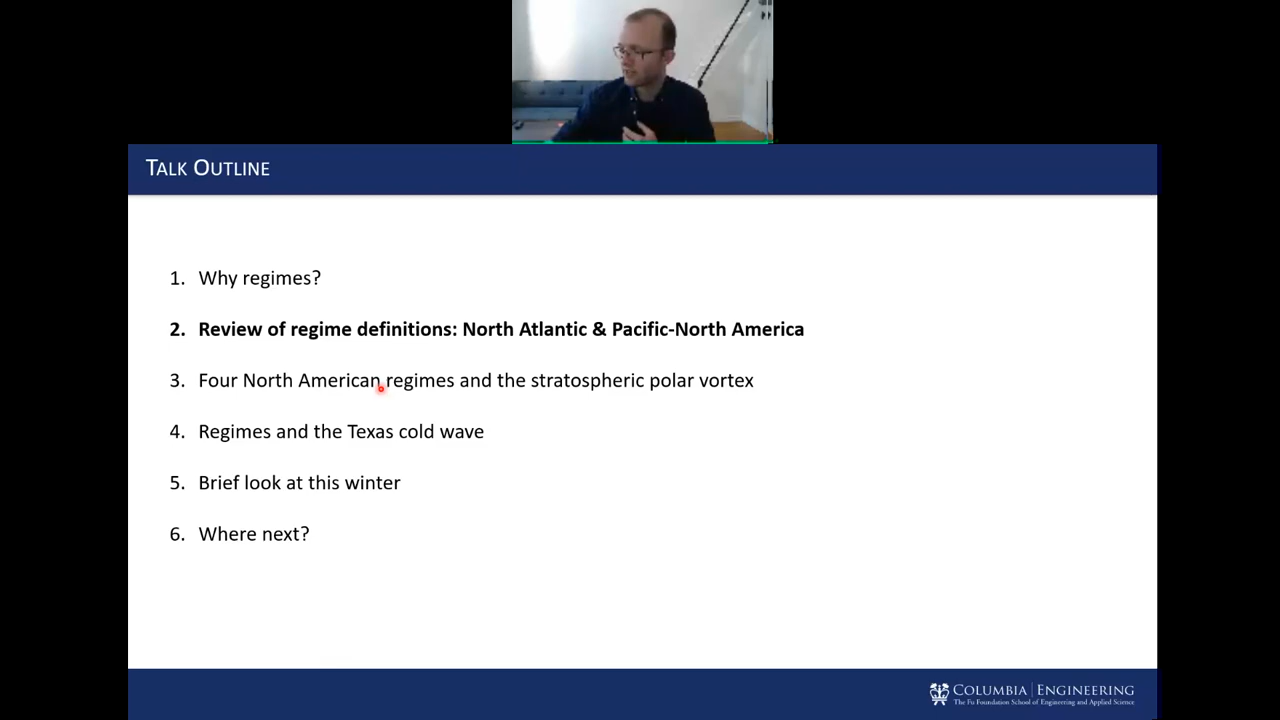 TALK OUTLINE
1. Why regimes?
2. Review of regime definitions: North Atlantic & Pacific-North America
3. Four North American regimes and the stratospheric polar vortex
4. Regimes and the Texas cold wave
5. Brief look at this winter
6. Where next?
COLUMBIA | ENGINEERING
The Fu Foundation School of Engineering and Applied Science